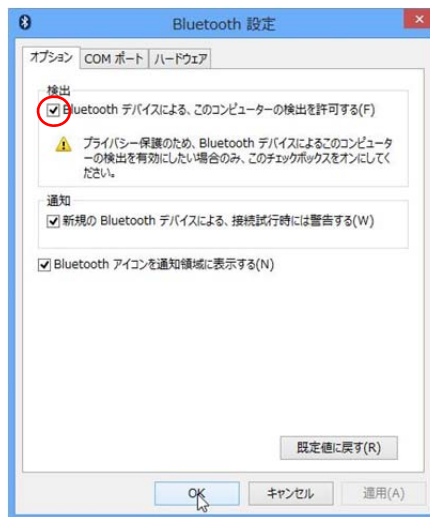 Bluetooth 設定
オプション COM ポート ハードウェア
検出
Bluetooth デバイスによる、このコンピューターの検出を許可する(F)
プライバシー保護のため、Bluetooth デバイスによるこのコンピュータ
ーの検出を有効にしたい場合のみ、このチェックボックスをオンにしてく
ださい。
通知
新規の Bluetooth デバイスによる、接続試行時には警告する(W)
Bluetooth アイコンを通知領域に表示する(N)
既定値に戻す(R)
OK キャンセル 適用(A)